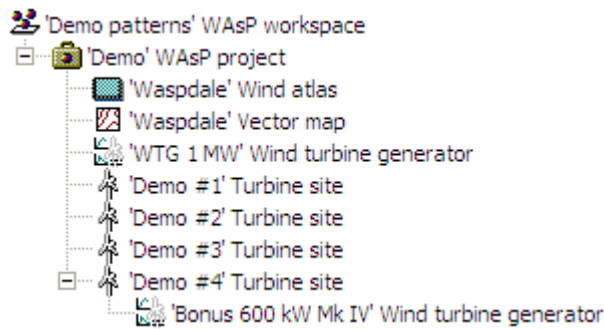 'Demo patterns' WAsP workspace
'Demo' WAsP project
'Waspdale' Wind atlas
'Waspdale' Vector map
'WTG 1 MW' Wind turbine generator
'Demo #1' Turbine site
'Demo #2' Turbine site
'Demo #3' Turbine site
'Demo #4' Turbine site
'Bonus 600 kW Mk IV' Wind turbine generator